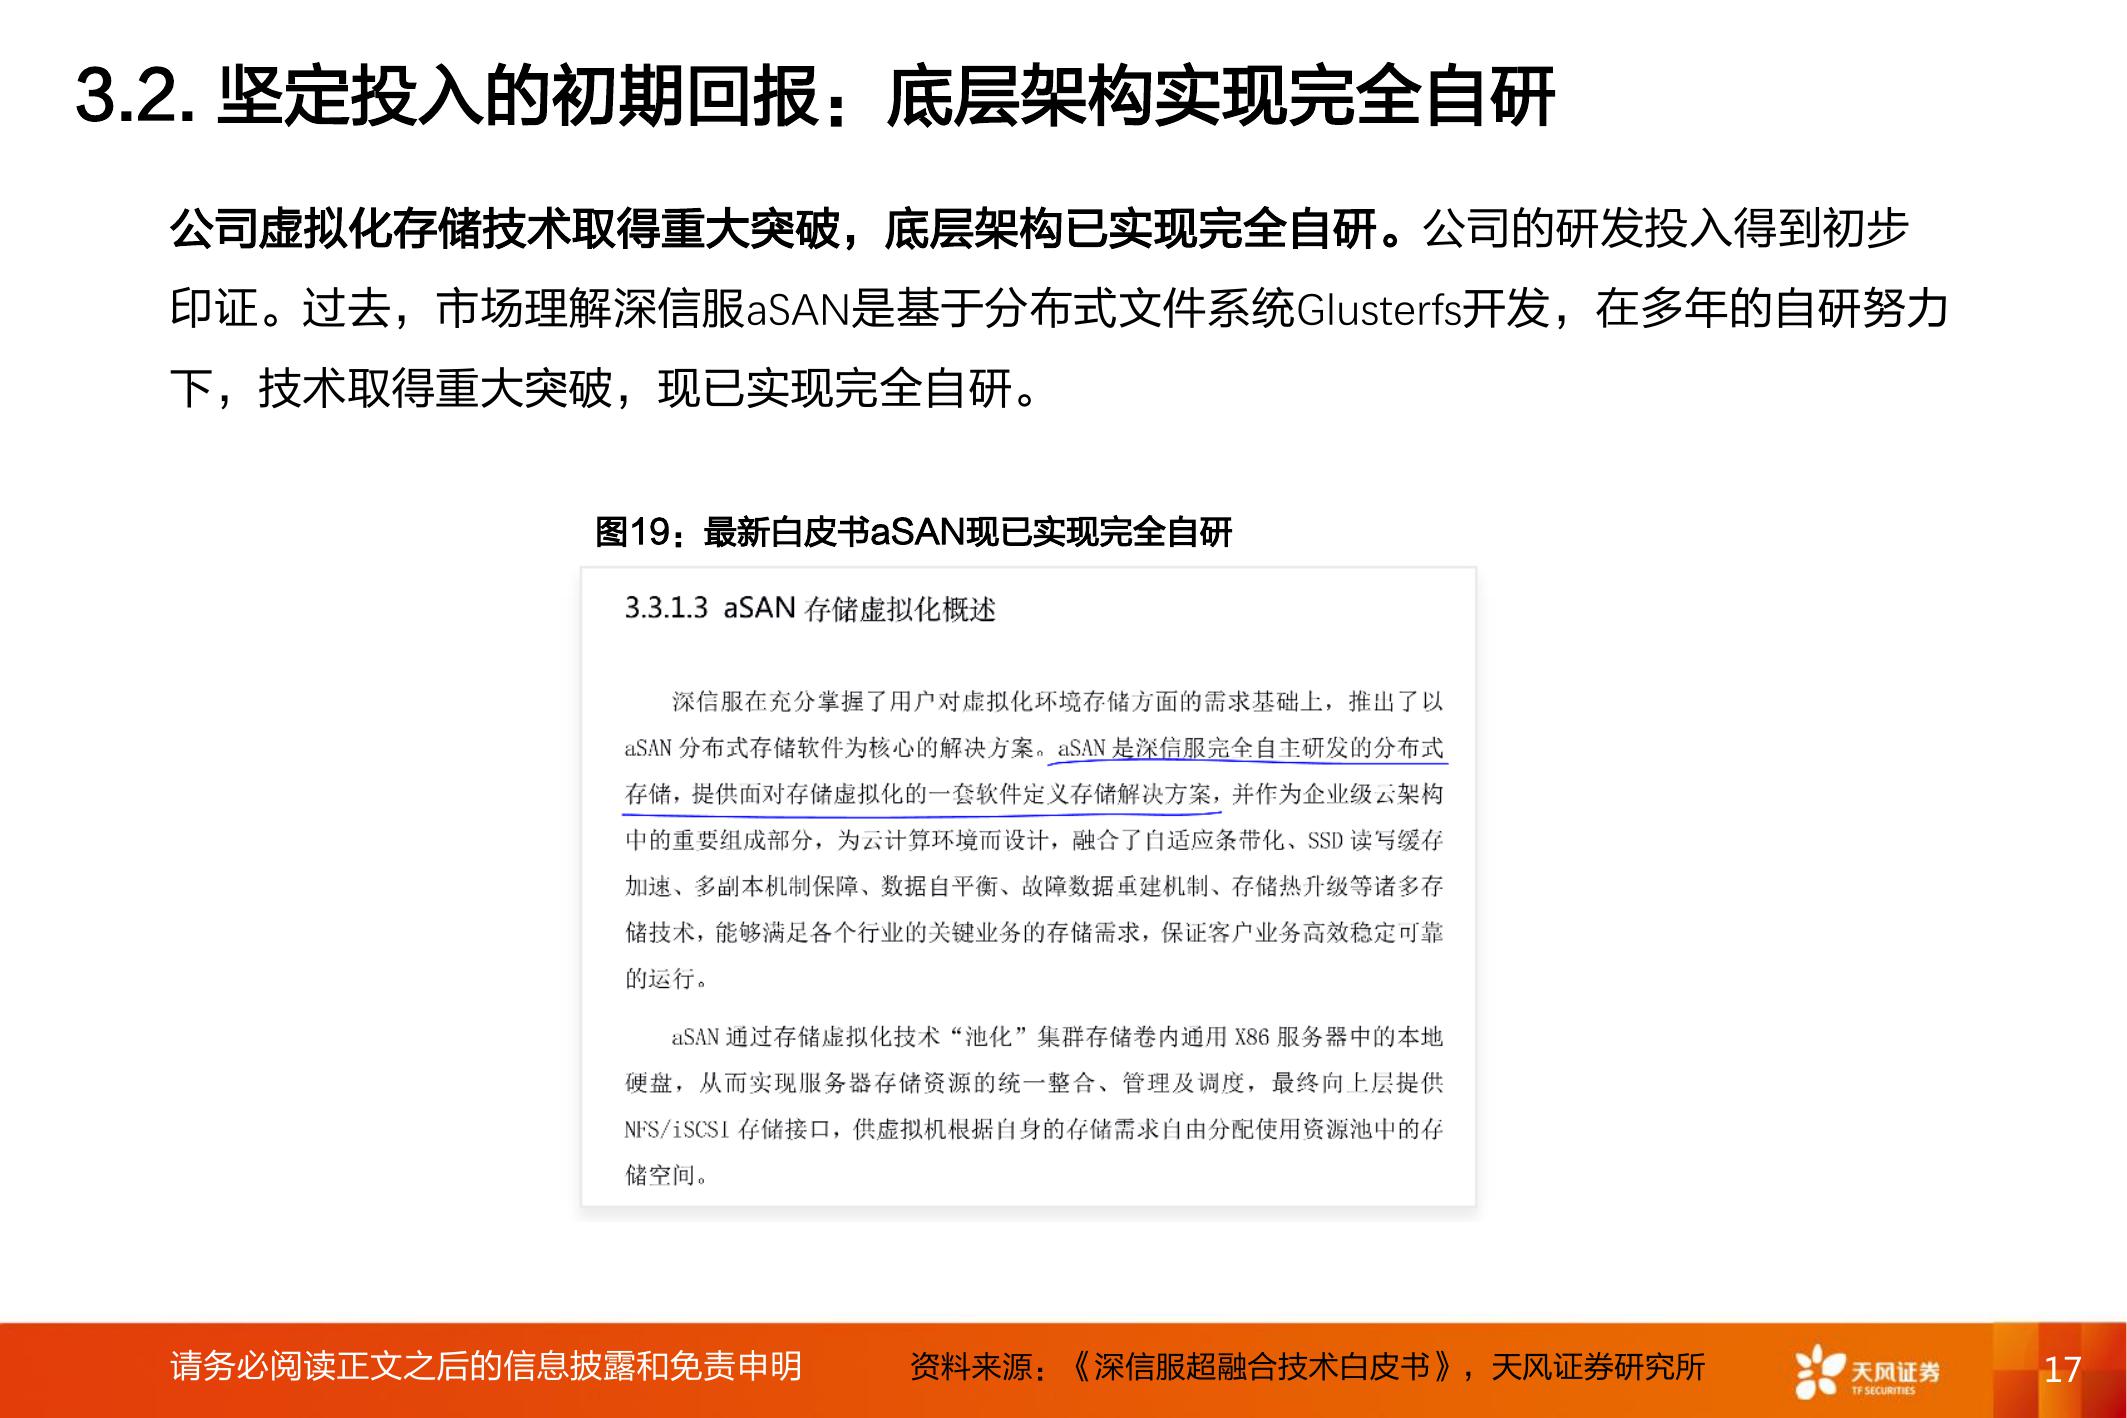 3.2. 坚定投入的初期回报：底层架构实现完全自研
公司虚拟化存储技术取得重大突破，底层架构已实现完全自研。公司的研发投入得到初步
印证。过去，市场理解深信服aSAN是基于分布式文件系统Glusterfs开发，在多年的自研努力
下，技术取得重大突破，现已实现完全自研。
图19：最新白皮书aSAN现已实现完全自研
3.3.1.3 aSAN 存储虚拟化概述
深信服在充分掌握了用户对虚拟化环境存储方面的需求基础上，推出了以
aSAN 分布式存储软件为核心的解决方案。aSAN 是深信服完全自主研发的分布式
存储，提供面对存储虚拟化的一套软件定义存储解决方案，并作为企业级云架构
中的重要组成部分，为云计算环境而设计，融合了自适应条带化、SSD 读写缓存
加速、多副本机制保障、数据自平衡、故障数据重建机制、存储热升级等诸多存
储技术，能够满足各个行业的关键业务的存储需求，保证客户业务高效稳定可靠
的运行。
aSAN 通过存储虚拟化技术“池化”集群存储卷内通用 X86 服务器中的本地
硬盘，从而实现服务器存储资源的统一整合、管理及调度，最终向上层提供
NFS/iSCSI 存储接口，供虚拟机根据自身的存储需求自由分配使用资源池中的存
储空间。
请务必阅读正文之后的信息披露和免责申明
资料来源：《深信服超融合技术白皮书》，天风证券研究所
天风证券
TF SECURITIES
17